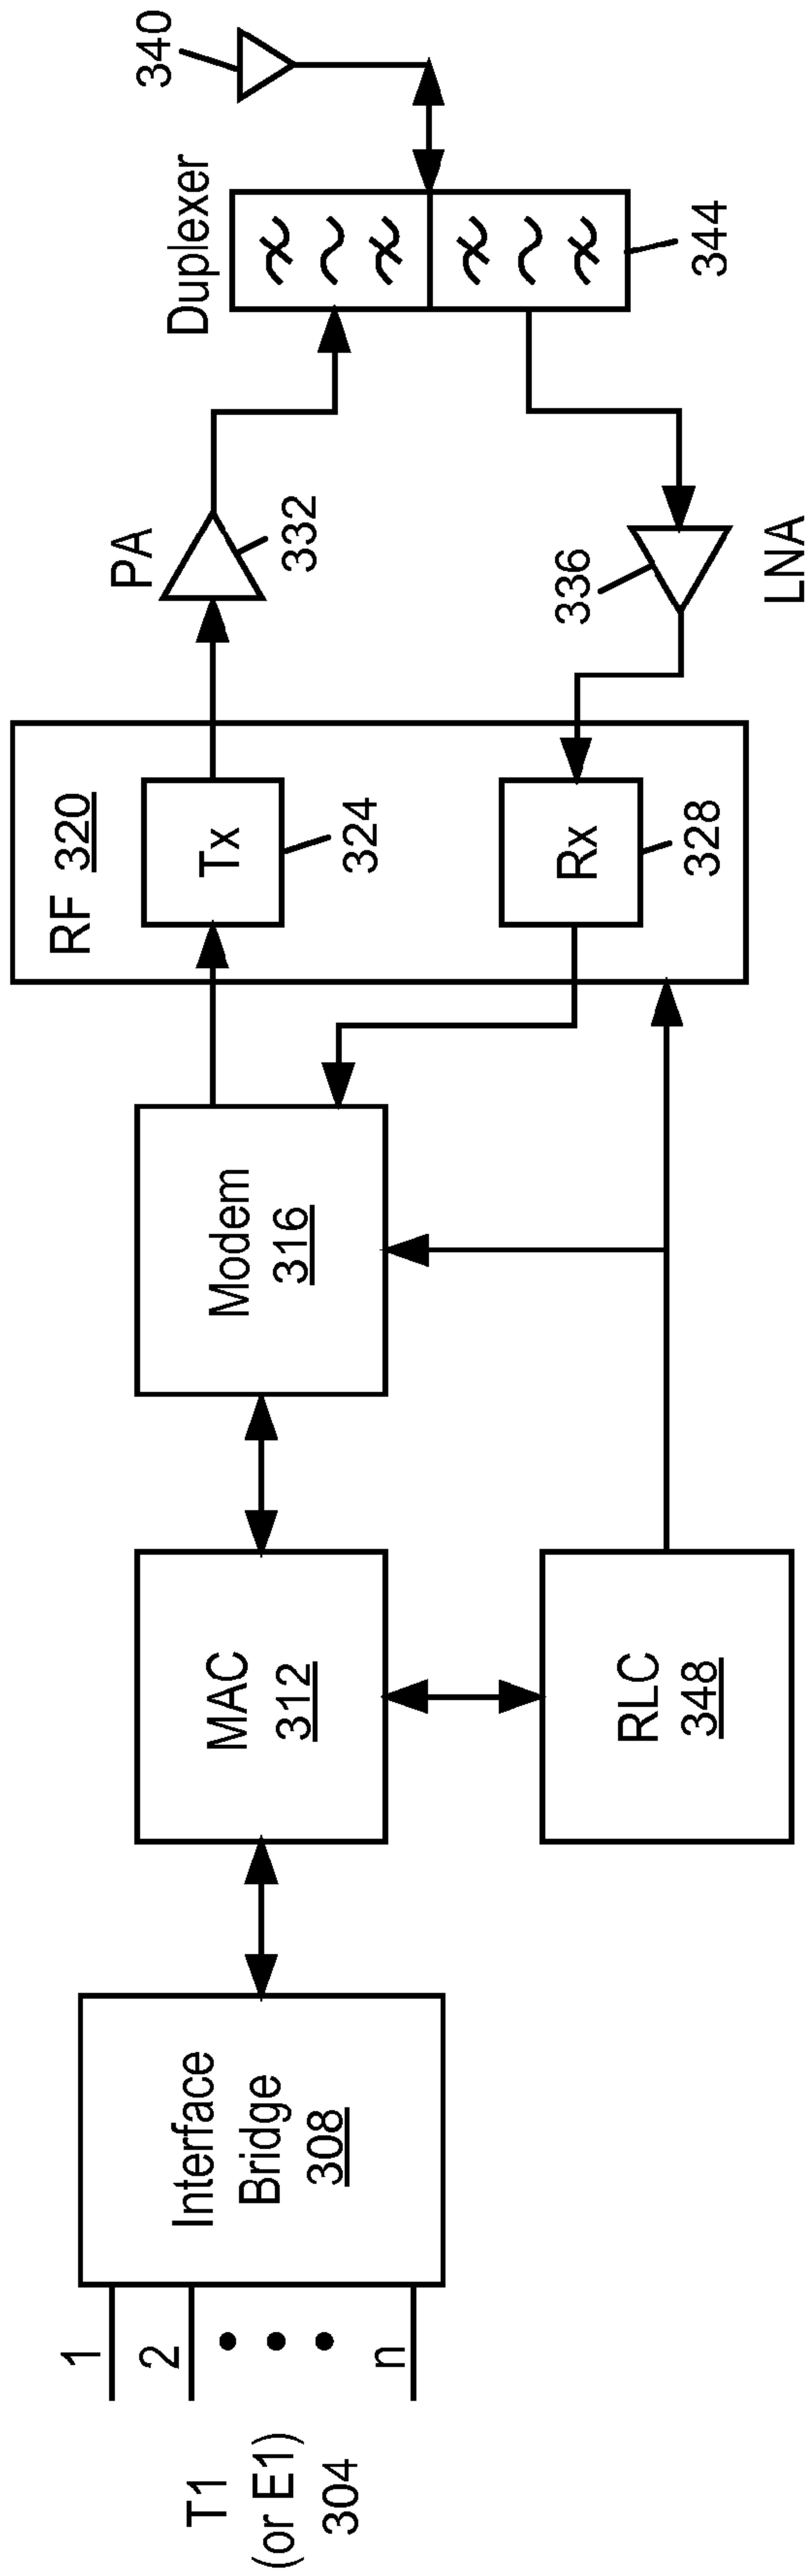 1
2
n
T1
(or E1)
304
Interface
Bridge
308
MAC
312
RLC
348
Modem
316
RF 320
Tx
324
Rx
328
PA
332
336
LNA
Duplexer
344
340